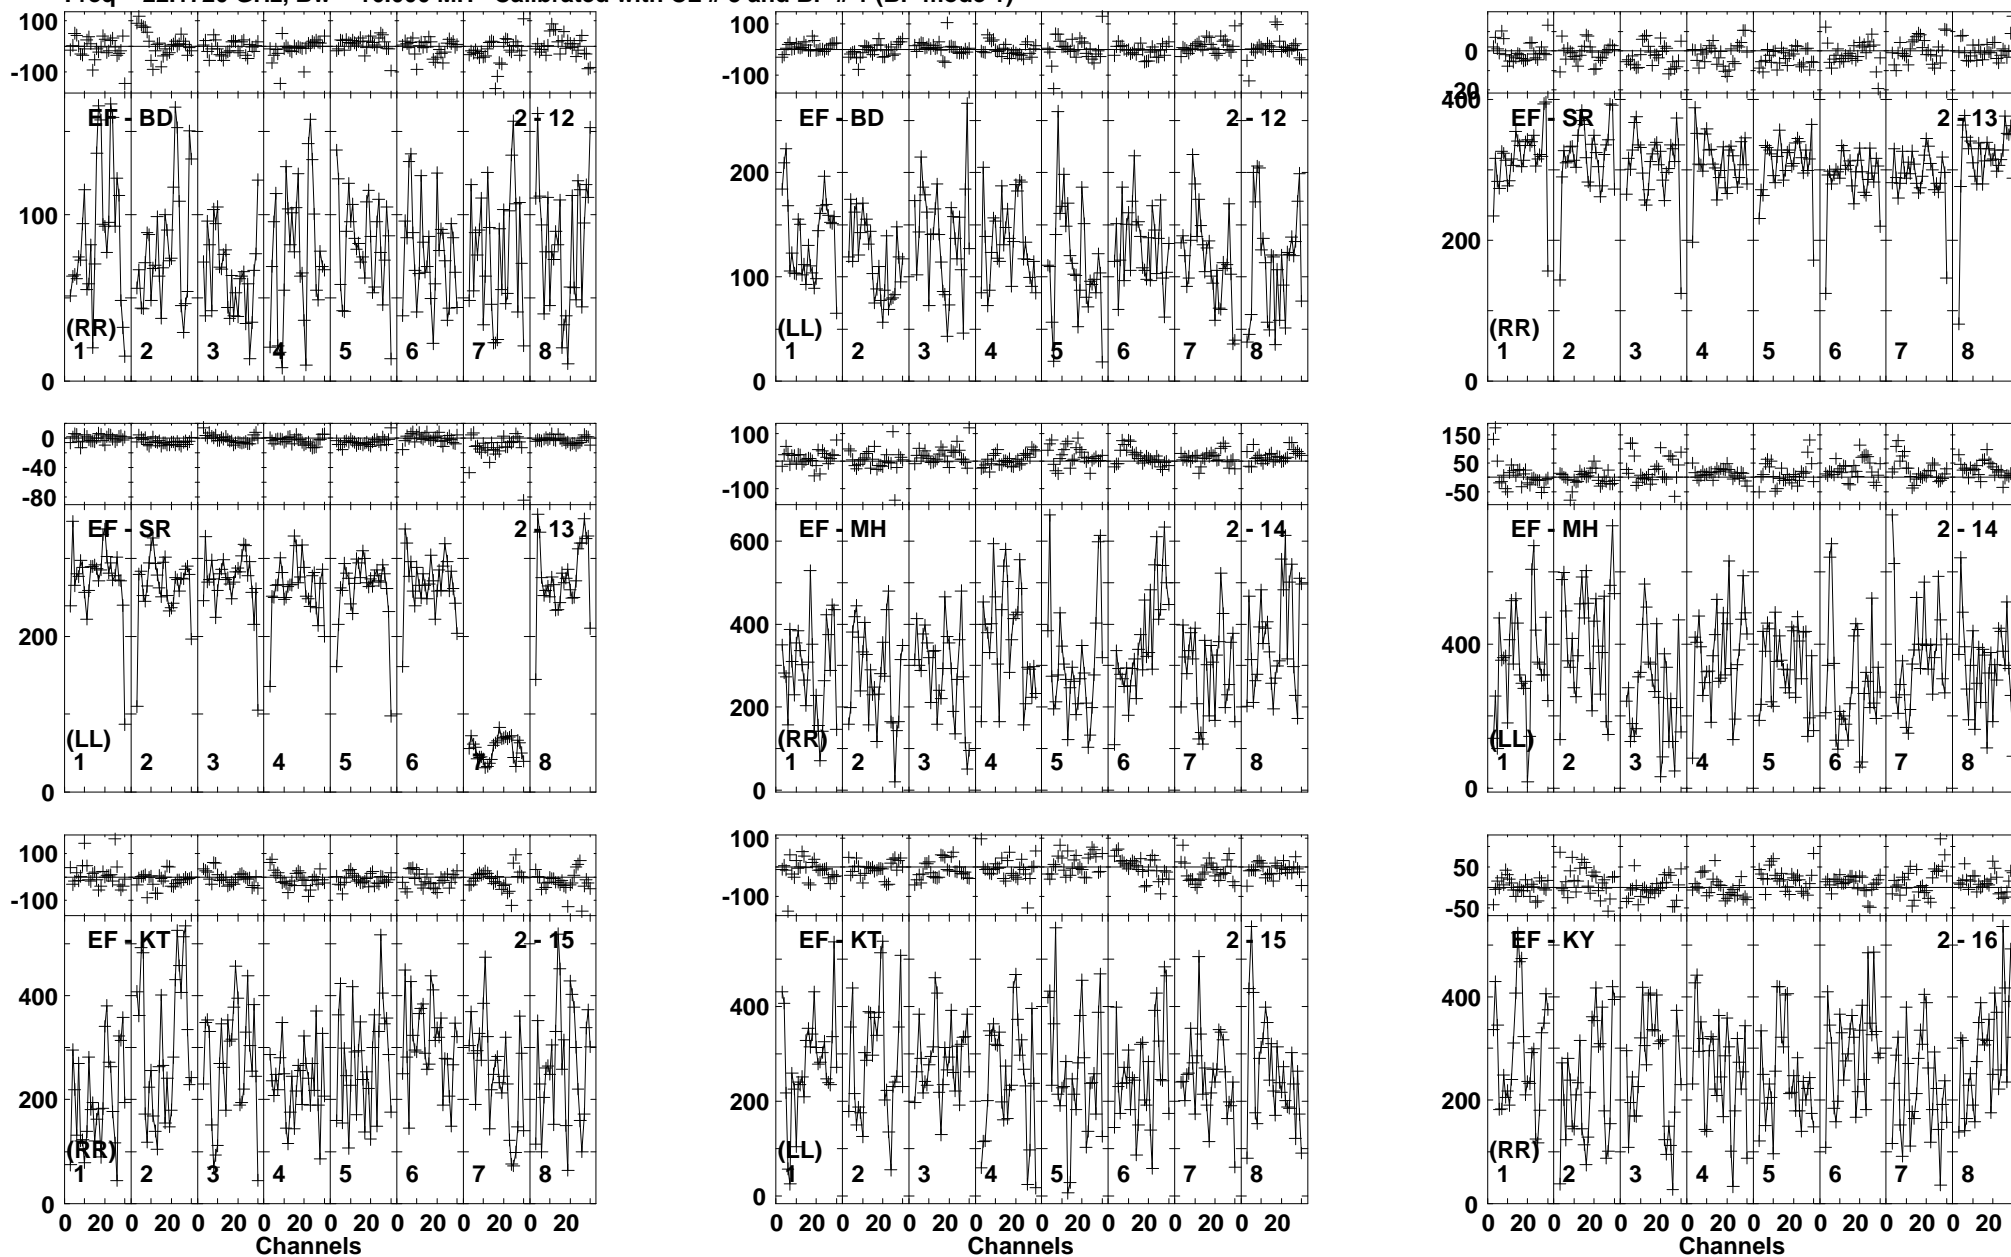 GHz, Calibrated with and
100 100 0
-100 -100 -20
EF - BD 2 - 12 EF - BD 2 - 12 400 EF - SR 2 - 13
100 200 200
100
(RR) (LL) (RR)
1 2 3 4 5 6 7 8 1 2 3 4 5 6 7 8 1 2 3 4 5 6 7 8
0 0 0
0 100 150
-40 50
-80 -100 -50
EF - SR 2 - 13 EF - MH 2 - 14 EF - MH 2 - 14
200 600 400
400
200
(LL) (RR) (LL)
1 2 3 4 5 6 7 8 1 2 3 4 5 6 7 8 1 2 3 4 5 6 7 8
0 0 0
100 100 50
-100 -100 -50
EF - KT 2 - 15 EF - KT 2 - 15 EF - KY 2 - 16
400 400 400
200 200 200
(RR) (LL) (RR)
1 2 3 4 5 6 7 8 1 2 3 4 5 6 7 8 1 2 3 4 5 6 7 8
0 0 0
0 20 0 20 0 20 0 20 0 20 0 20 0 20 0 20 0 20 0 20 0 20 0 20 0 20 0 20 0 20 0 20 0 20 0 20 0 20 0 20 0 20 0 20 0 20 0 20
Channels Channels Channels